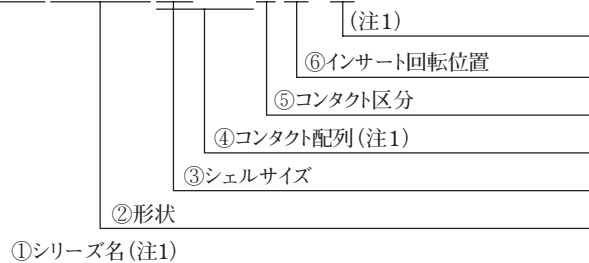 (注1)
⑥インサート回転位置
⑤コンタクト区分
④コンタクト配列(注1)
③シェルサイズ
②形状
①シリーズ名(注1)